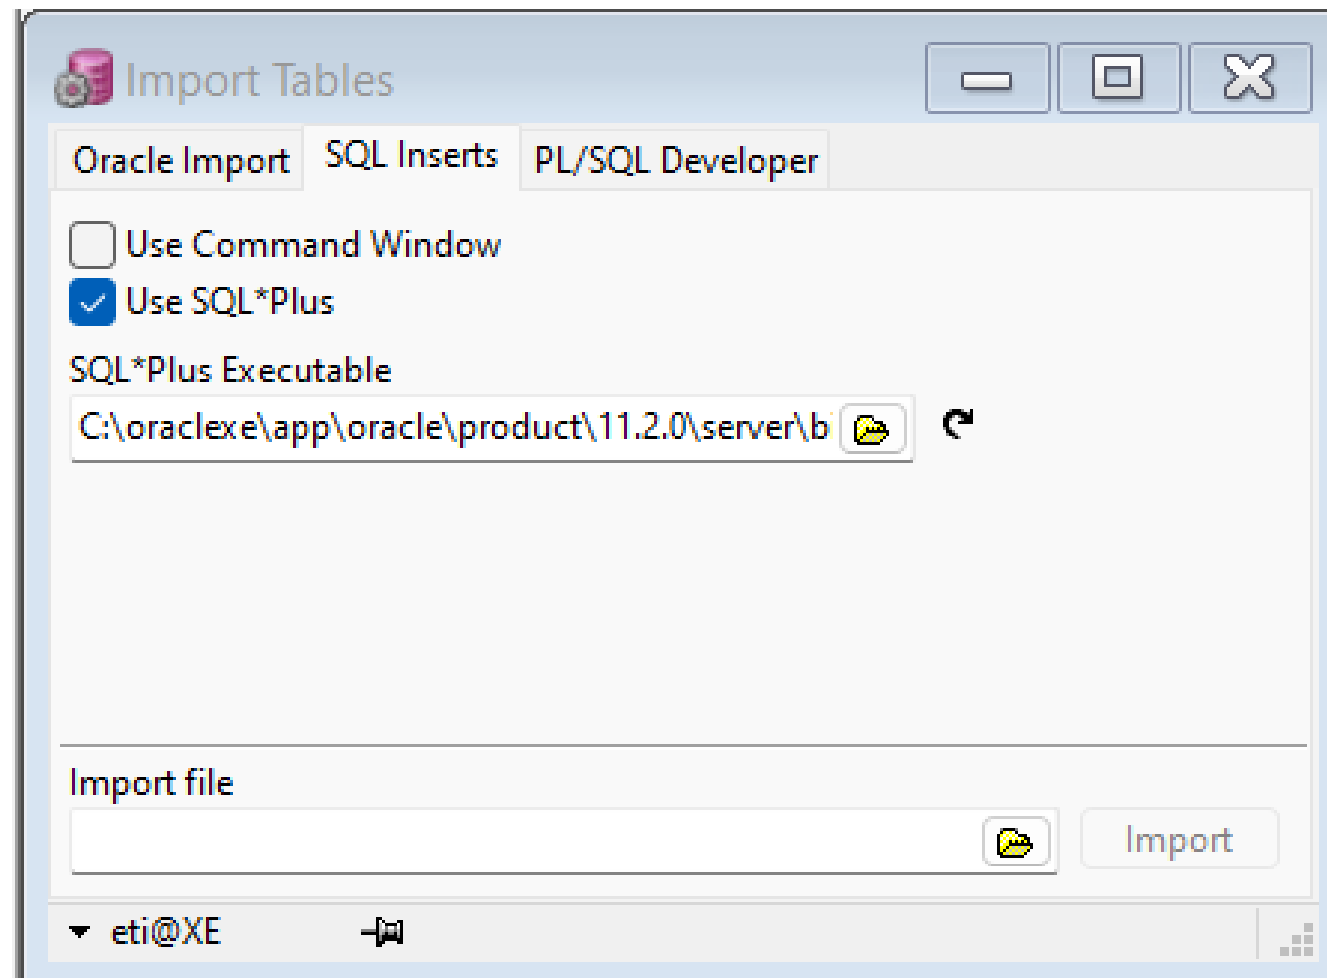 Import Tables
Oracle Import SQL Inserts PL/SQL Developer
Use Command Window
Use SQL*Plus
SQL*Plus Executable
C:\oraclexe\app\oracle\product\11.2.0\server\b
Import file
Import
eti@XE